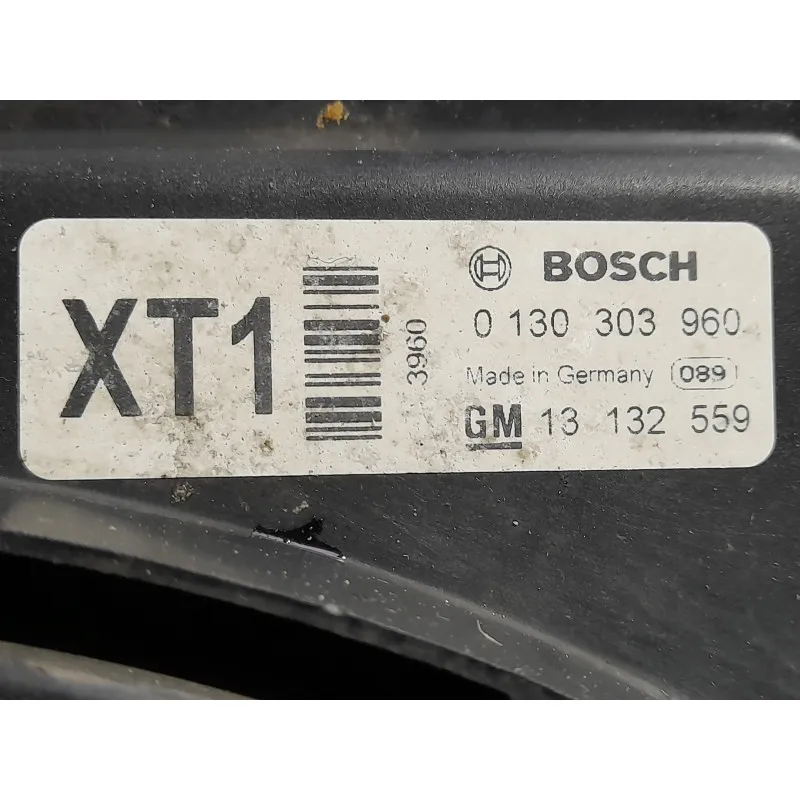 XT1
3960
BOSCH
0 130 303 960
Made in Germany 089
GM 13 132 559